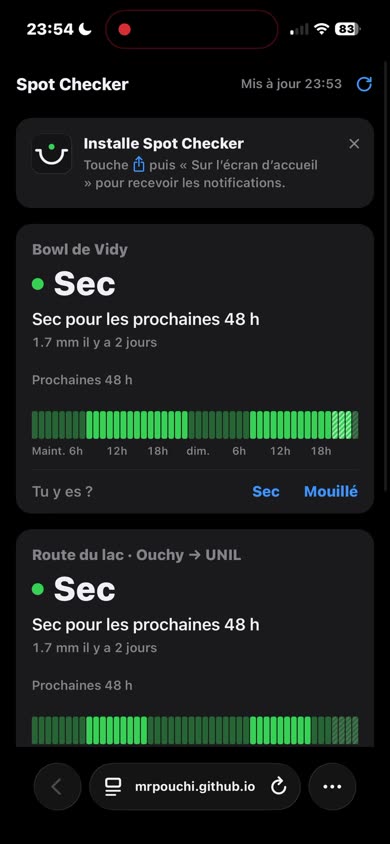 23:54
83
Spot Checker
Mis à jour 23:53
Installe Spot Checker
Touche puis « Sur l'écran d'accueil
» pour recevoir les notifications.
Bowl de Vidy
Sec
Sec pour les prochaines 48 h
1.7 mm il y a 2 jours
Prochaines 48 h
Maint. 6h 12h 18h dim. 6h 12h 18h
Tu y es ?
Sec
Mouillé
Route du lac · Ouchy → UNIL
Sec
Sec pour les prochaines 48 h
1.7 mm il y a 2 jours
Prochaines 48 h
mrpouchi.github.io